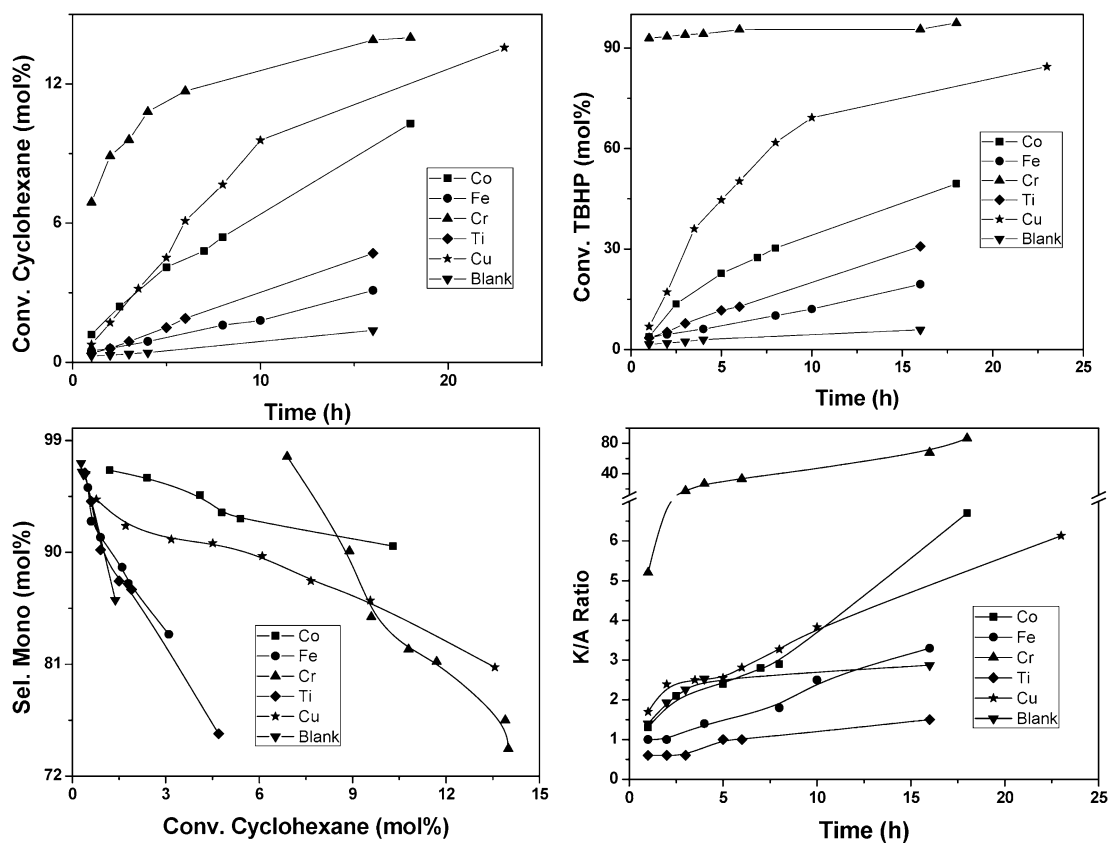 Conv. Cyclohexane (mol%)
12
6
0
0
10
20
Time (h)
Co
Fe
Cr
Ti
Cu
Blank
Conv. TBHP (mol%)
90
60
30
0
0
5
10
15
20
25
Time (h)
Co
Fe
Cr
Ti
Cu
Blank
Sel. Mono (mol%)
99
90
81
72
0
3
6
9
12
15
Conv. Cyclohexane (mol%)
Co
Fe
Cr
Ti
Cu
Blank
K/A Ratio
80
40
6
5
4
3
2
1
0
0
5
10
15
20
25
Time (h)
Co
Fe
Cr
Ti
Cu
Blank